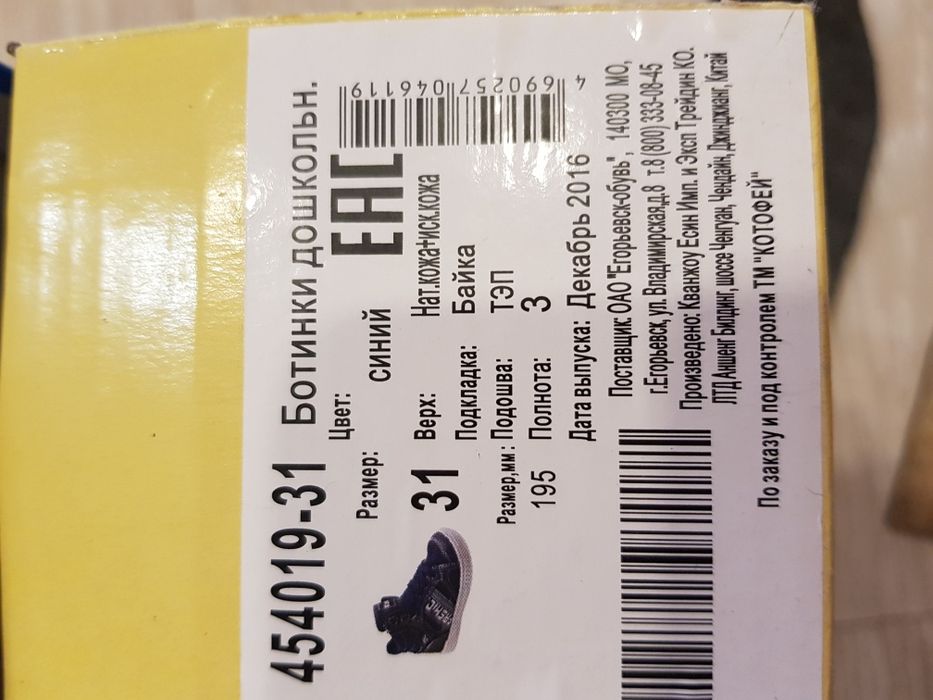 454019-31 Ботинки дошкольн.
Размер: Цвет:
31 синий
ЕАС
4 690257 046119
Верх: Нат.кожа+иск.кожа
Подкладка: Байка
Размер,мм: Подошва: ТЭП
195 Полнота: 3
Дата выпуска: Декабрь 2016
Поставщик: ОАО "Егорьевск-обувь", 140300 МО,
г.Егорьевск, ул. Владимирская,д.8 т.8 (800) 333-08-45
Произведено: Кванжоу Есин Имп. и Эксп Трейдин КО.
ЛТД Аншенг Билдинг, шоссе Ченгуан, Чендайн, Джинджианг, Китай
По заказу и под контролем ТМ "КОТОФЕЙ"